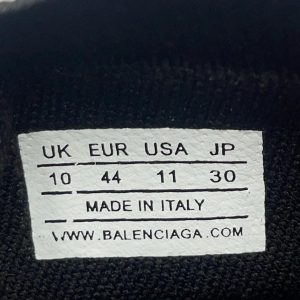 UK EUR USA JP
10 44 11 30
MADE IN ITALY
WWW.BALENCIAGA.COM